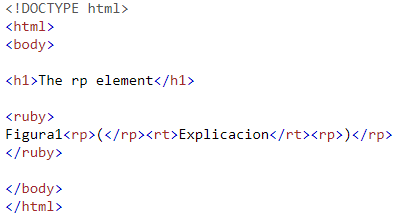 <!DOCTYPE html>
<html>
<body>
<h1>The rp element</h1>
<ruby>
Figura1<rp>(</rp><rt>Explicacion</rt><rp>)</rp>
</ruby>
</body>
</html>